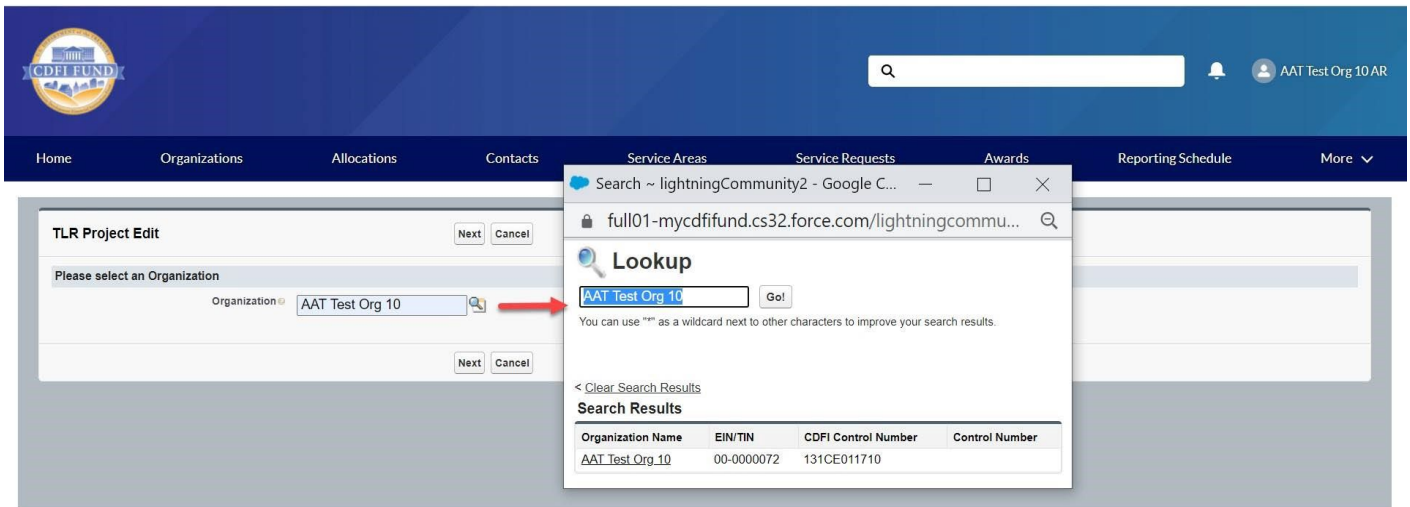 CDFI FUND
AAT Test Org 10 AR
Home Organizations Allocations Contacts Service Areas Service Requests Awards Reporting Schedule More
Search ~ lightningCommunity2 - Google C...
full01-mycdfifund.cs32.force.com/lightningcommu...
TLR Project Edit Next Cancel
Please select an Organization
Organization AAT Test Org 10
Next Cancel
Lookup
AAT Test Org 10 Go!
You can use "*" as a wildcard next to other characters to improve your search results.
< Clear Search Results
Search Results
Organization Name EIN/TIN CDFI Control Number Control Number
AAT Test Org 10 00-0000072 131CE011710